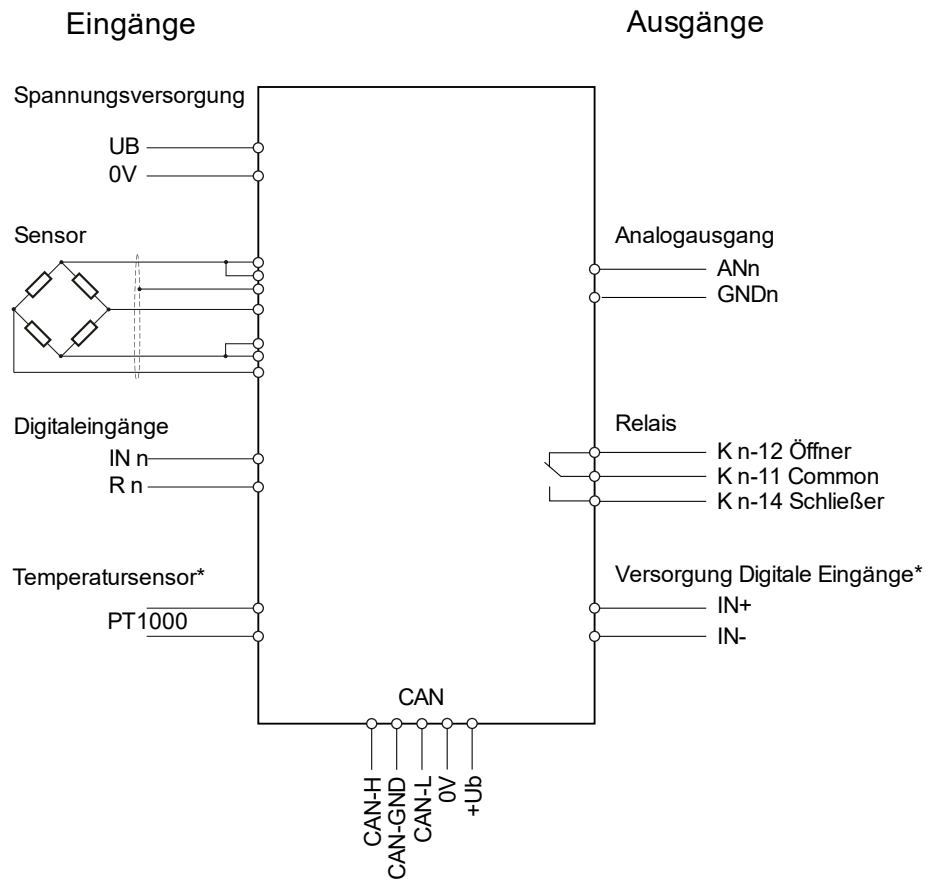 Eingänge
Ausgänge
Spannungsversorgung
UB
0V
Sensor
Digitaleingänge
IN n
R n
Temperatursensor*
PT1000
Analogausgang
ANn
GNDn
Relais
K n-12 Öffner
K n-11 Common
K n-14 Schließer
Versorgung Digitale Eingänge*
IN+
IN-
CAN
CAN-H
CAN-GND
CAN-L
0V
+Ub